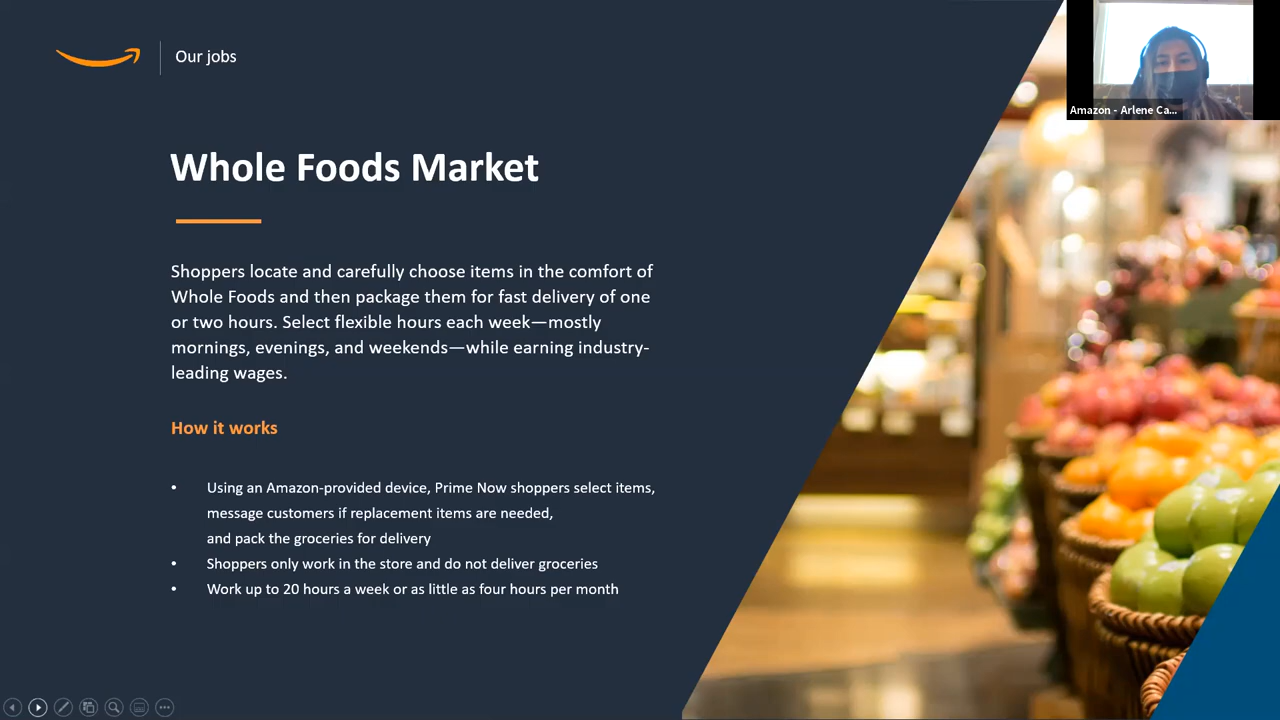 Our jobs
Amazon - Arlene Ca...
Whole Foods Market
Shoppers locate and carefully choose items in the comfort of
Whole Foods and then package them for fast delivery of one
or two hours. Select flexible hours each week—mostly
mornings, evenings, and weekends—while earning industry-
leading wages.
How it works
• Using an Amazon-provided device, Prime Now shoppers select items,
message customers if replacement items are needed,
and pack the groceries for delivery
• Shoppers only work in the store and do not deliver groceries
• Work up to 20 hours a week or as little as four hours per month